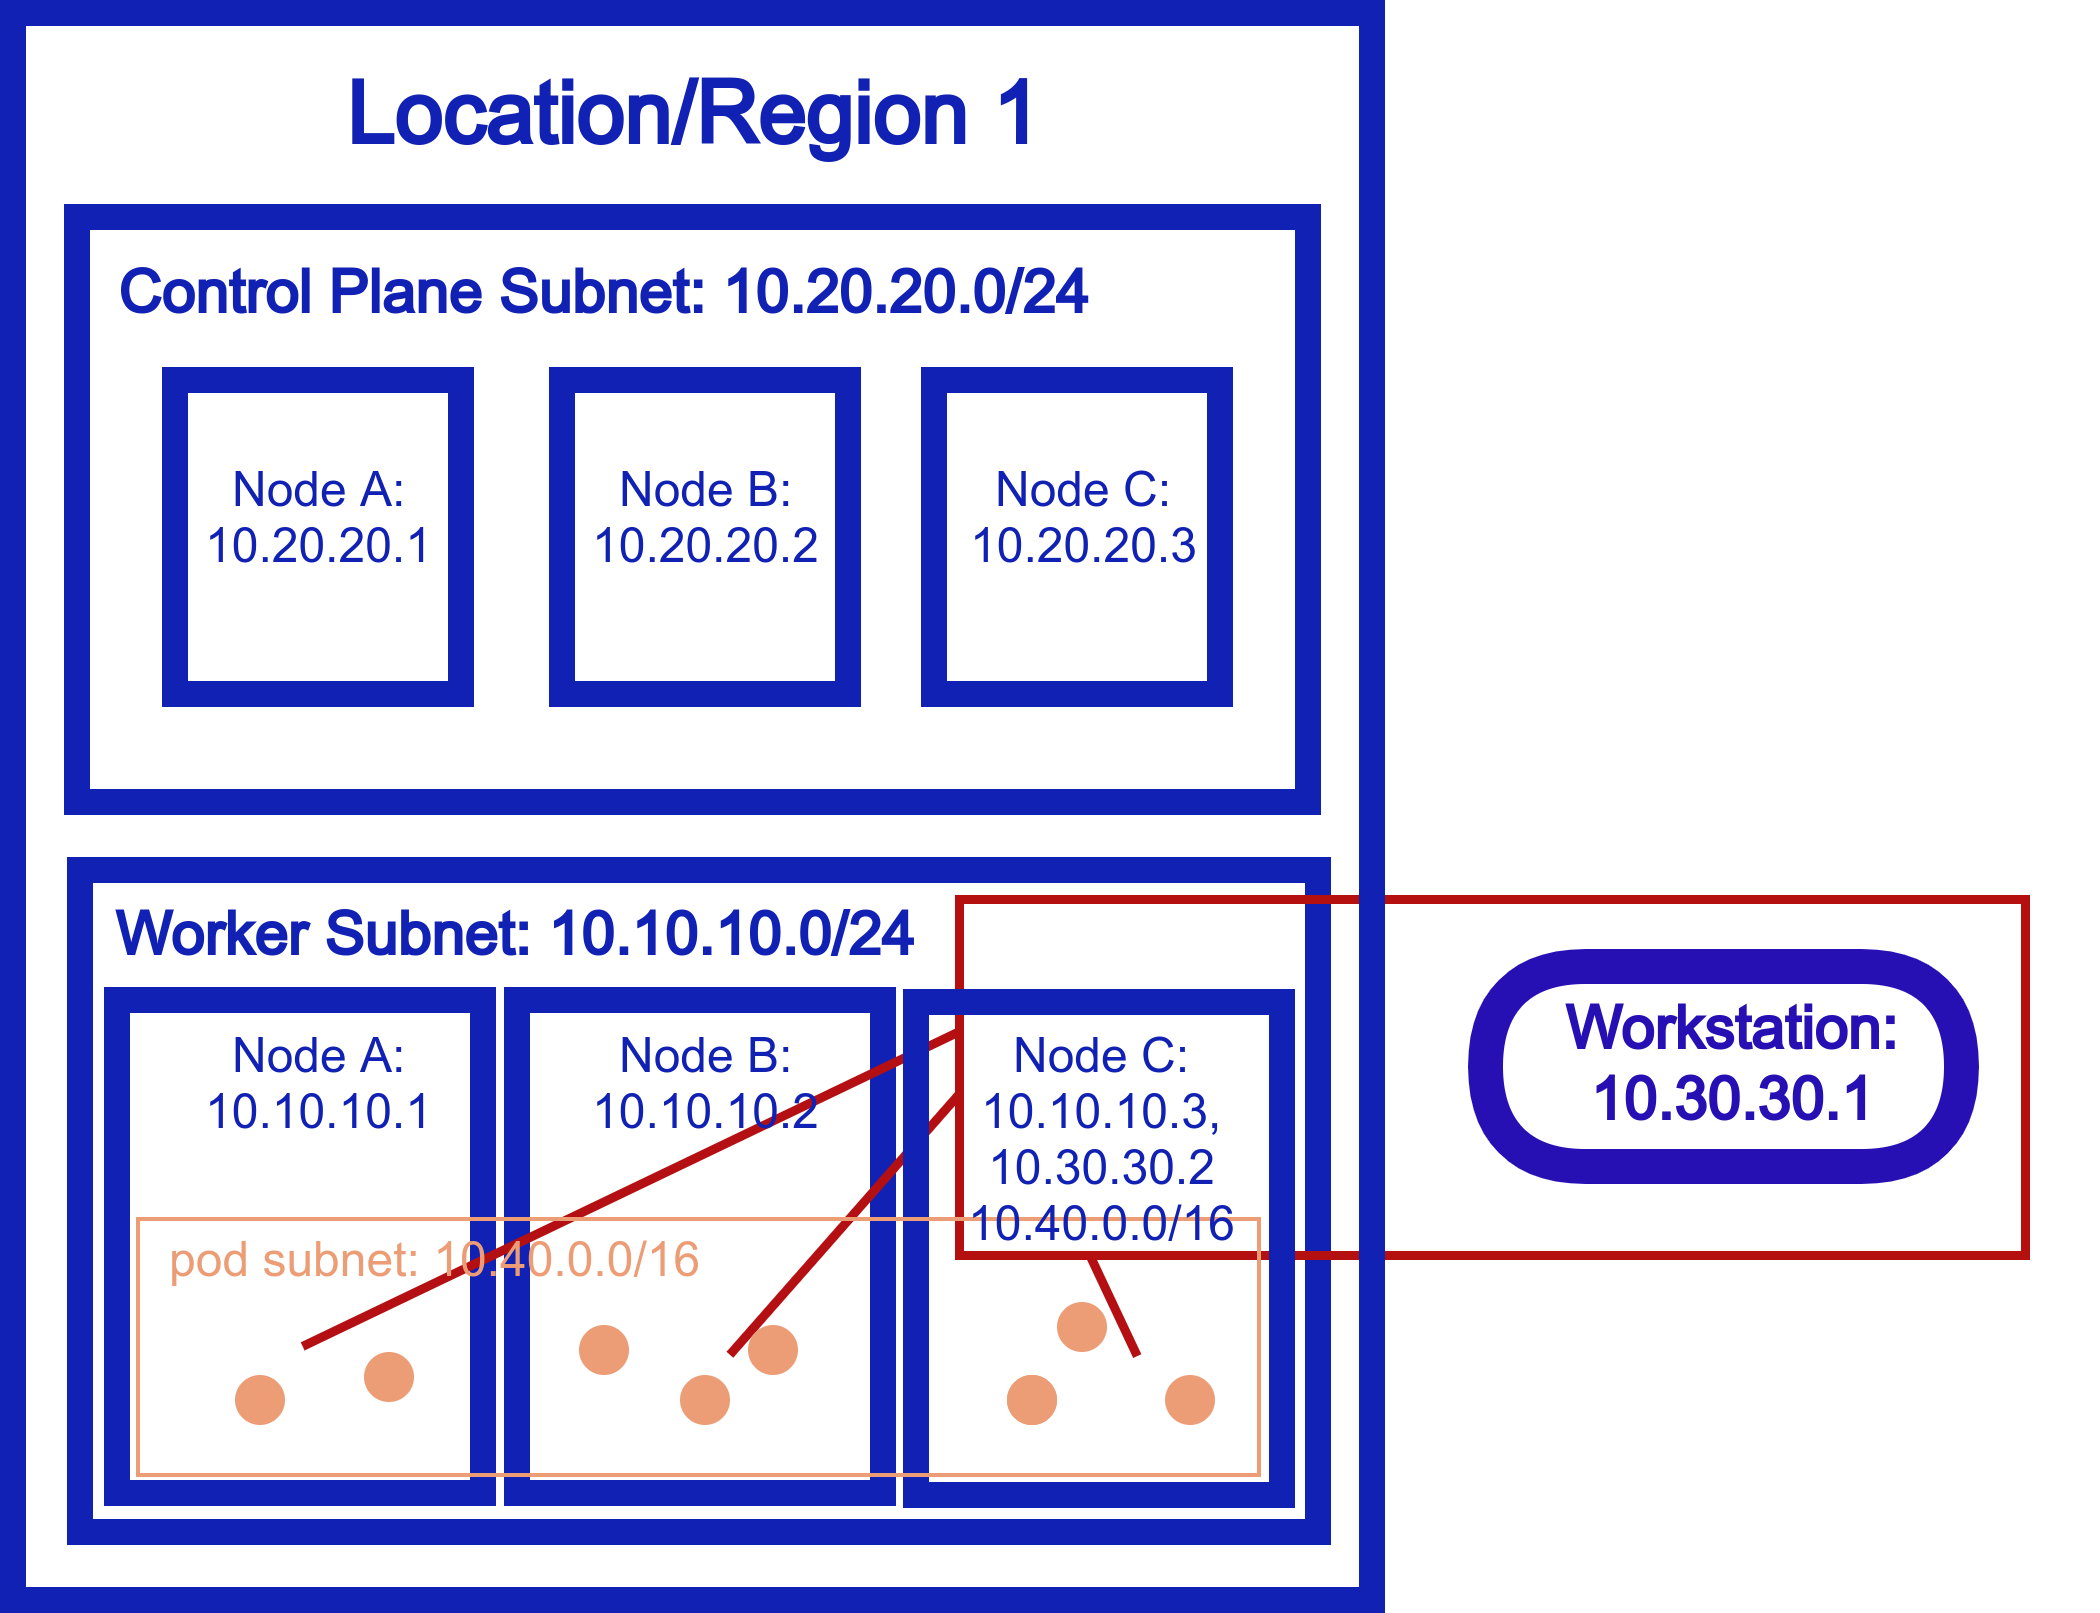 Location/Region 1
Control Plane Subnet: 10.20.20.0/24
Node A:
10.20.20.1
Node B:
10.20.20.2
Node C:
10.20.20.3
Worker Subnet: 10.10.10.0/24
Node A:
10.10.10.1
Node B:
10.10.10.2
Node C:
10.10.10.3,
10.30.30.2
10.40.0.0/16
pod subnet: 10.40.0.0/16
Workstation:
10.30.30.1